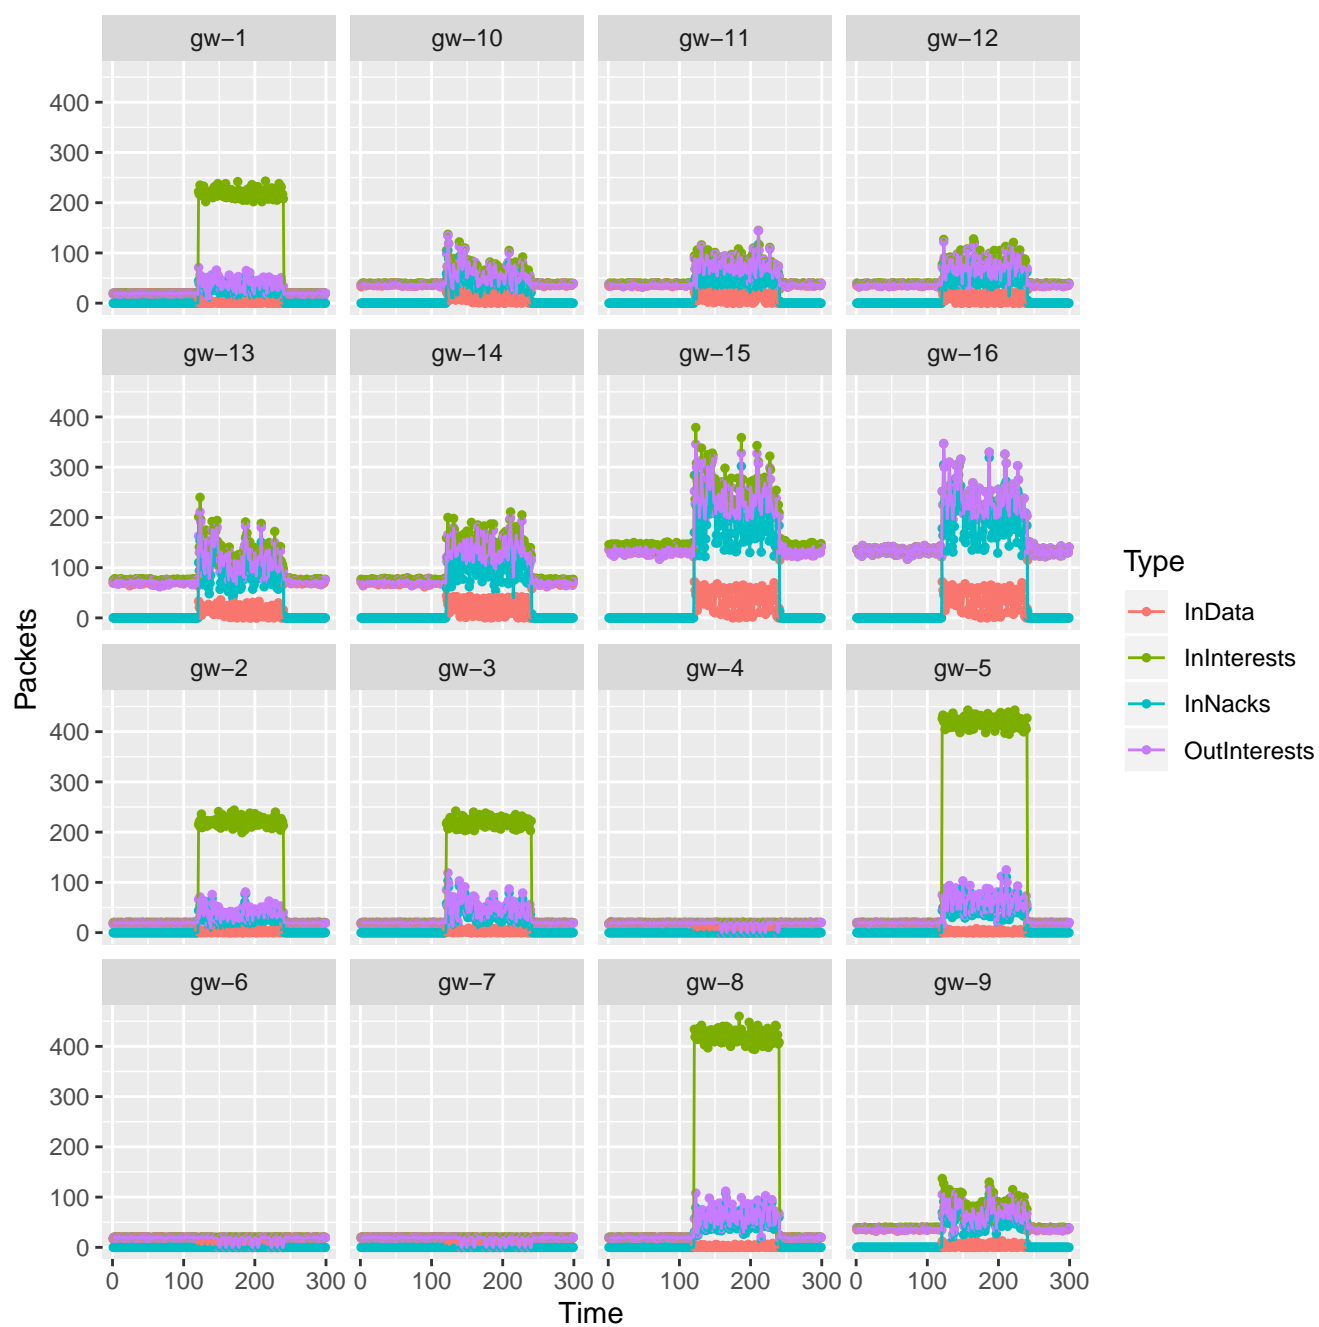 gw−1 gw−10 gw−11 gw−12
400
300
200
100
0
gw−13 gw−14 gw−15 gw−16
400
300
200
100
0
gw−2 gw−3 gw−4 gw−5
400
300
200
100
0
gw−6 gw−7 gw−8 gw−9
400
300
200
100
0
0 100 200 300 0 100 200 300 0 100 200 300 0 100 200 300
Time
Packets
Type
InData
InInterests
InNacks
OutInterests